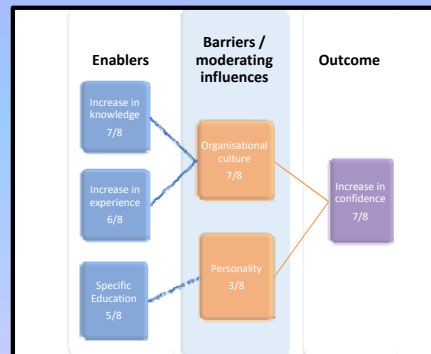 Enablers
Barriers /
moderating
influences
Outcome
Increase in
knowledge
7/8
Increase in
experience
6/8
Specific
Education
5/8
Organisational
culture
7/8
Personality
3/8
Increase in
confidence
7/8